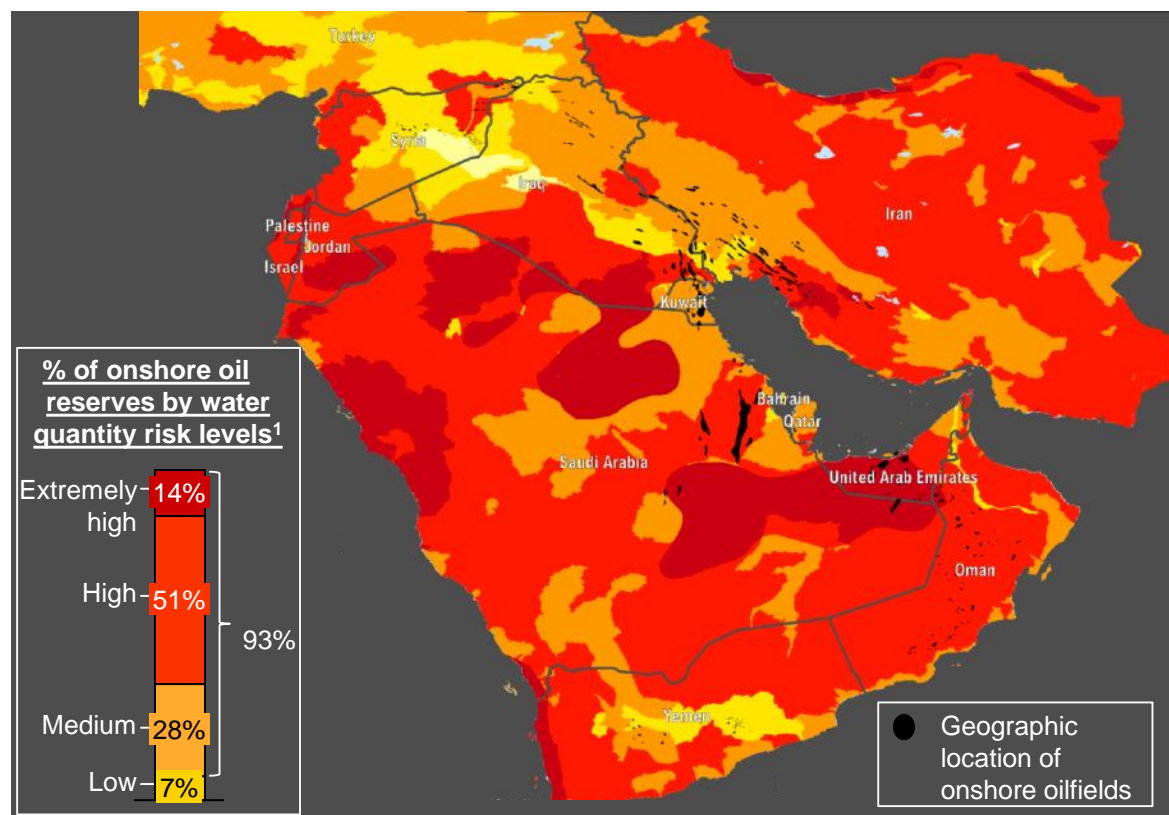 Turkey
Syria
Iraq
Iran
Palestine
Jordan
Israel
Kuwait
Bahrain
Qatar
Saudi Arabia
United Arab Emirates
Oman
Yemen
% of onshore oil
reserves by water
quantity risk levels¹
Extremely
high
14%
High
51%
93%
Medium
28%
Low
7%
Geographic
location of
onshore oilfields